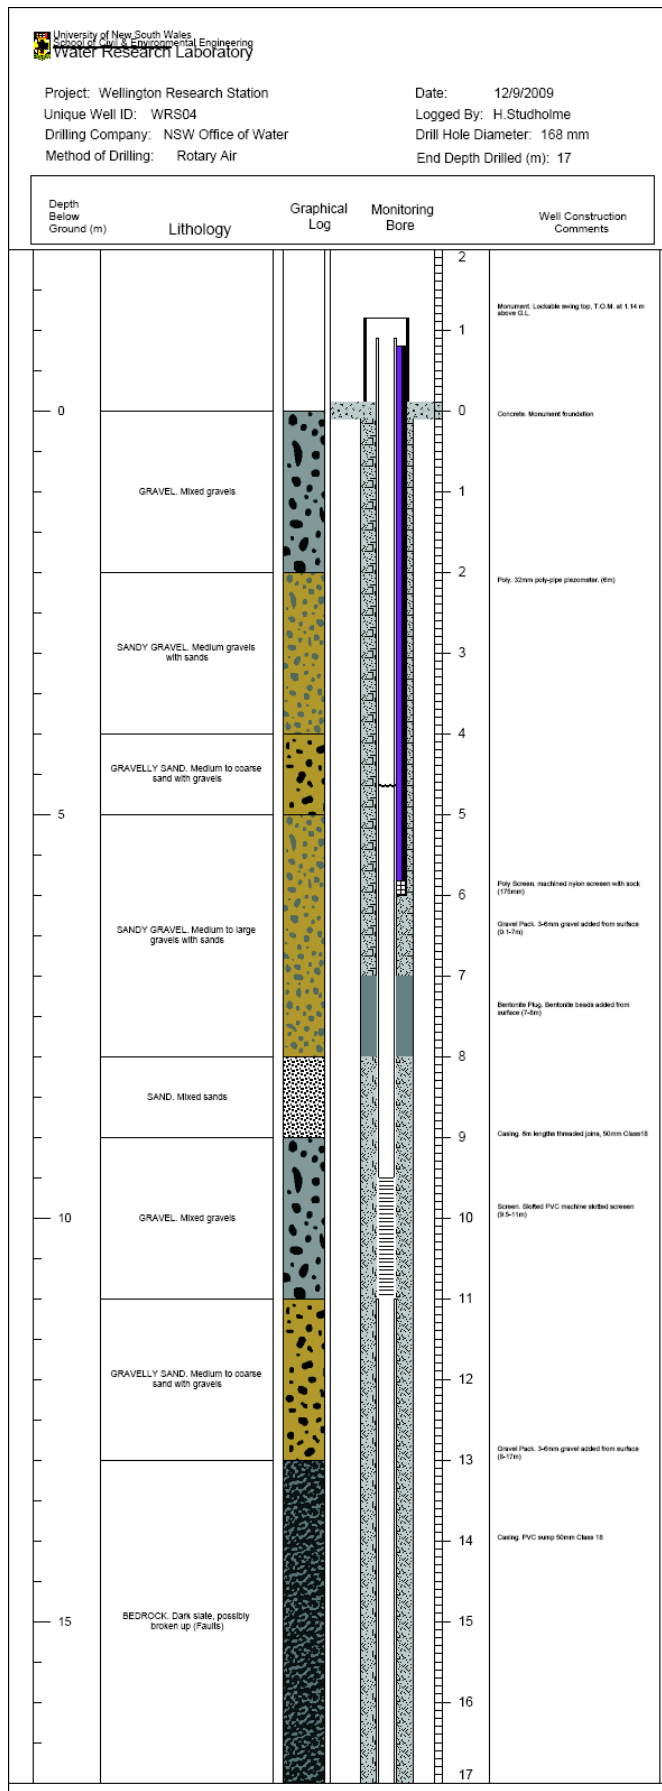 University of New South Wales
School of Civil & Environmental Engineering
Water Research Laboratory
Project: Wellington Research Station
Date: 12/9/2009
Unique Well ID: WRS04
Logged By: H.Studholme
Drilling Company: NSW Office of Water
Drill Hole Diameter: 168 mm
Method of Drilling: Rotary Air
End Depth Drilled (m): 17
Depth
Below
Ground (m)
Lithology
Graphical
Log
Monitoring
Bore
Well Construction
Comments
2
Monument. Lockable swing top, T.O.M. at 1.14 m
above G.L.
1
0
0
Concrete. Monument foundation
GRAVEL. Mixed gravels
1
2
Poly. 32mm poly-pipe piezometer. (6m)
SANDY GRAVEL. Medium gravels
with sands
3
4
GRAVELLY SAND. Medium to coarse
sand with gravels
5
5
Poly Screen. machined nylon screeen with sock
(175mm)
6
SANDY GRAVEL. Medium to large
gravels with sands
Gravel Pack. 3-6mm gravel added from surface
(0.1-7m)
7
Bentonite Plug. Bentonite beads added from
surface (7-8m)
8
SAND. Mixed sands
9
Casing. 6m lengths threaded joins, 50mm Class18
10
GRAVEL. Mixed gravels
10
Screen. Slotted PVC machine slotted screeen
(9.5-11m)
11
GRAVELLY SAND. Medium to coarse
sand with gravels
12
13
Gravel Pack. 3-6mm gravel added from surface
(8-17m)
14
Casing. PVC sump 50mm Class 18
15
BEDROCK. Dark slate, possibly
broken up (Faults)
15
16
17